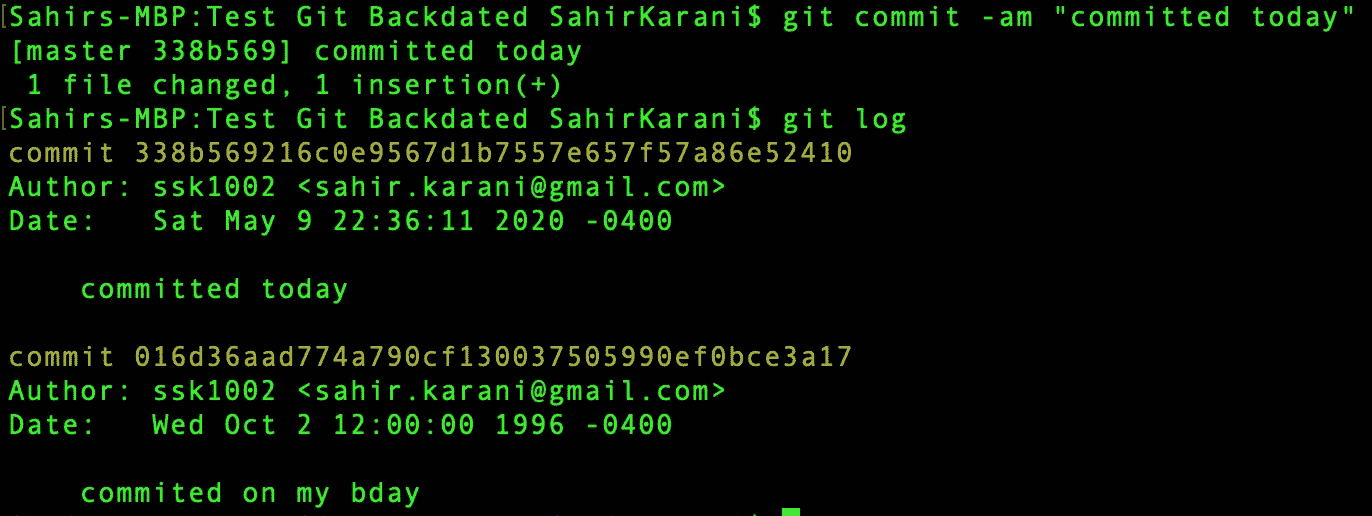 [Sahirs-MBP:Test Git Backdated SahirKarani$ git commit -am "committed today"
[master 338b569] committed today
 1 file changed, 1 insertion(+)
[Sahirs-MBP:Test Git Backdated SahirKarani$ git log
commit 338b569216c0e9567d1b7557e657f57a86e52410
Author: ssk1002 <sahir.karani@gmail.com>
Date:   Sat May 9 22:36:11 2020 -0400
    committed today
commit 016d36aad774a790cf130037505990ef0bce3a17
Author: ssk1002 <sahir.karani@gmail.com>
Date:   Wed Oct 2 12:00:00 1996 -0400
    commited on my bday